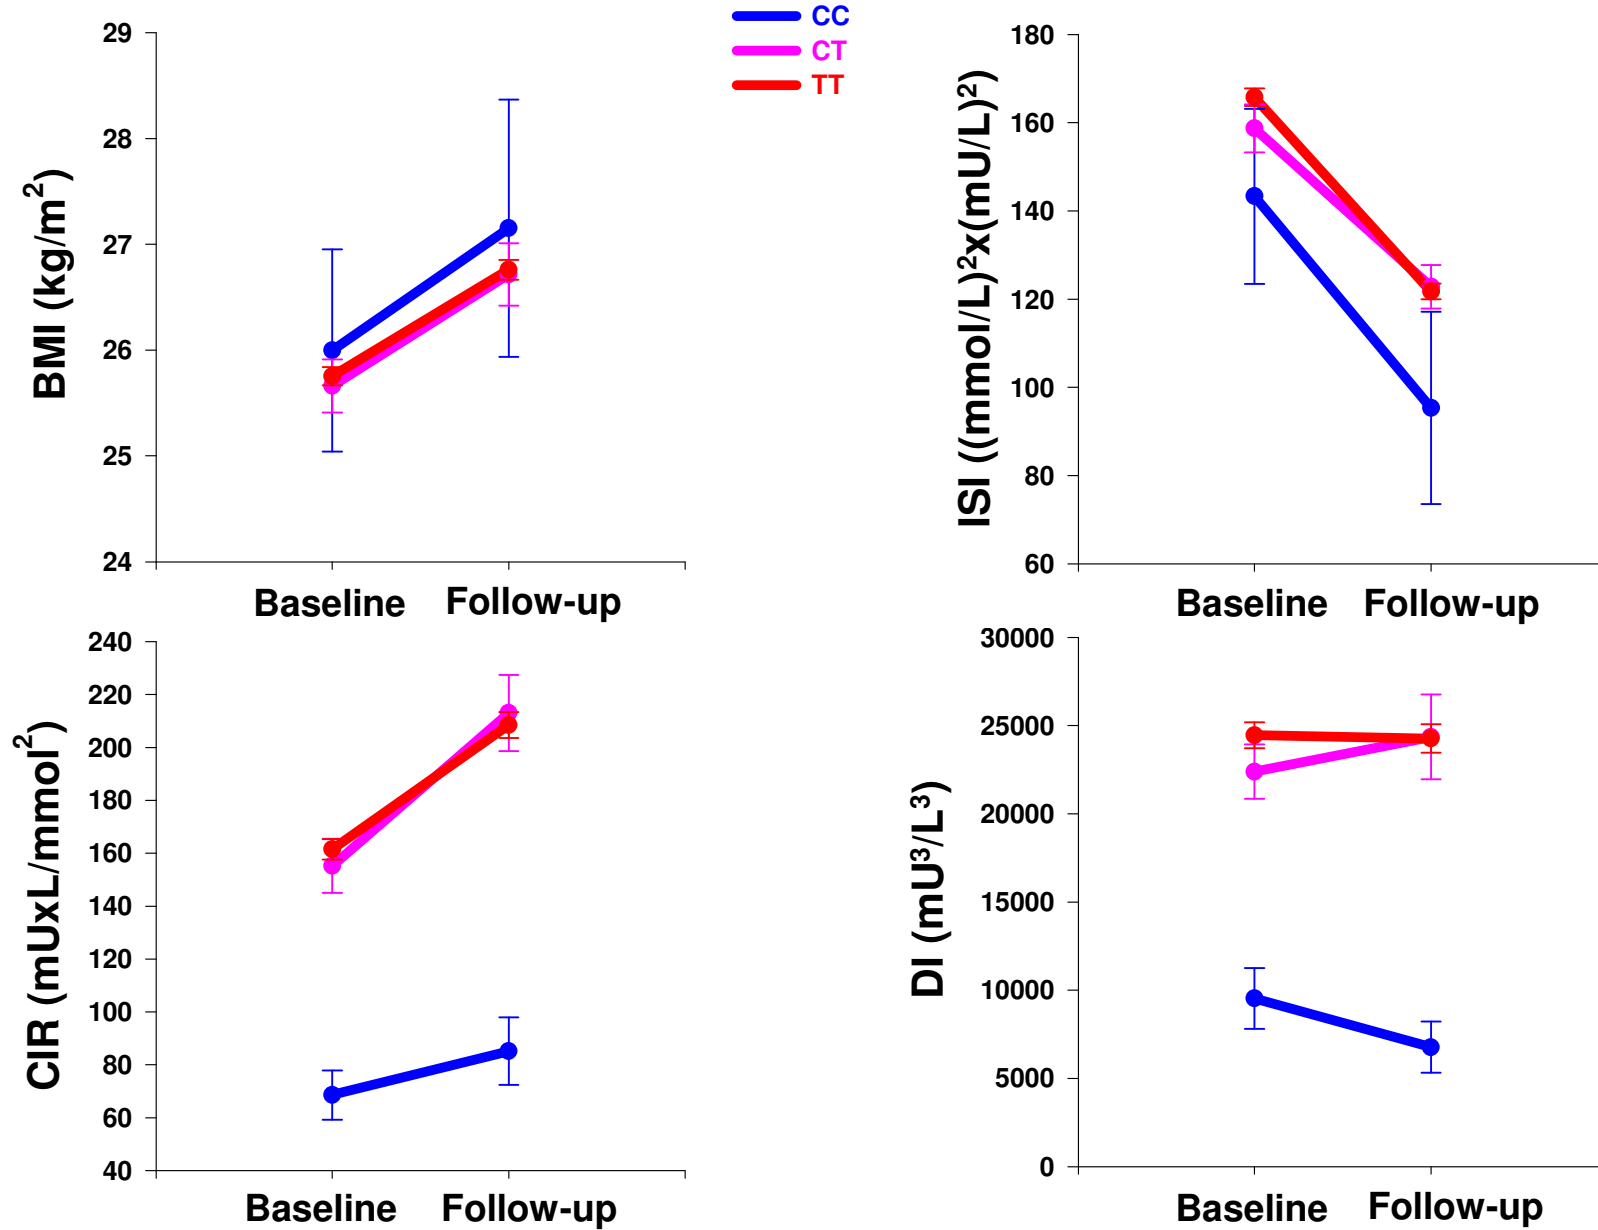 CC
CT
TT
BMI (kg/m²)
29
28
27
26
25
24
Baseline Follow-up
ISI ((mmol/L)²x(mU/L)²)
180
160
140
120
100
80
60
Baseline Follow-up
CIR (mUxL/mmol²)
240
220
200
180
160
140
120
100
80
60
40
Baseline Follow-up
DI (mU³/L³)
30000
25000
20000
15000
10000
5000
0
Baseline Follow-up